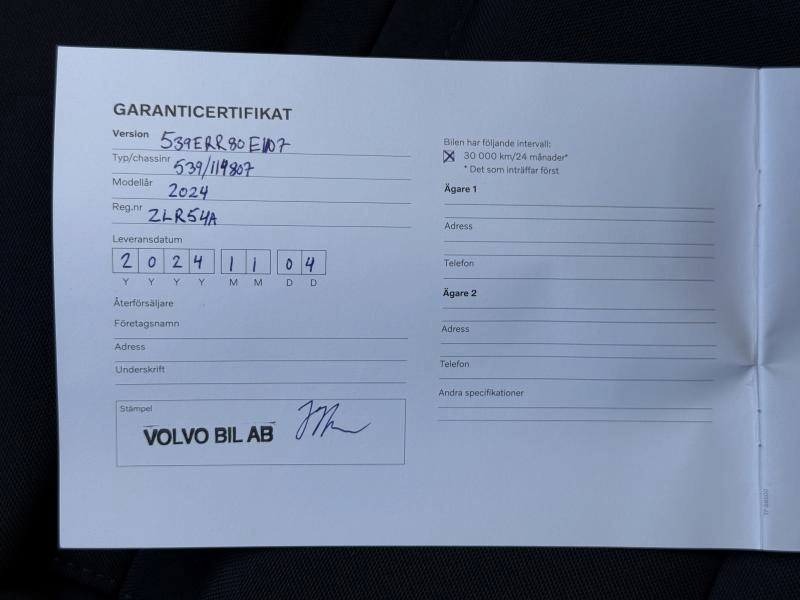 GARANTICERTIFIKAT
Version 539ERR80E1107
Typ/chassinr 539/114807
Modellår 2024
Reg.nr ZLR54A
Leveransdatum
2 0 2 4 1 1 0 4
Y Y Y Y M M D D
Återförsäljare
Företagsnamn
Adress
Underskrift
Stämpel
VOLVO BIL AB
Bilen har följande intervall:
30 000 km/24 månader*
* Det som inträffar först
Ägare 1
Adress
Telefon
Ägare 2
Adress
Telefon
Andra specifikationer